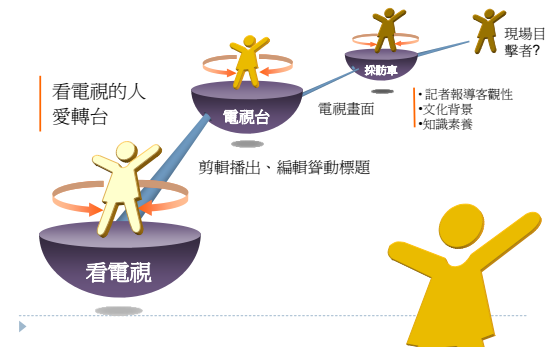 現場目
擊者?
採訪車
• 記者報導客觀性
•文化背景
•知識素養
電視畫面
電視台
看電視的人
愛轉台
剪輯播出、編輯聳動標題
看電視